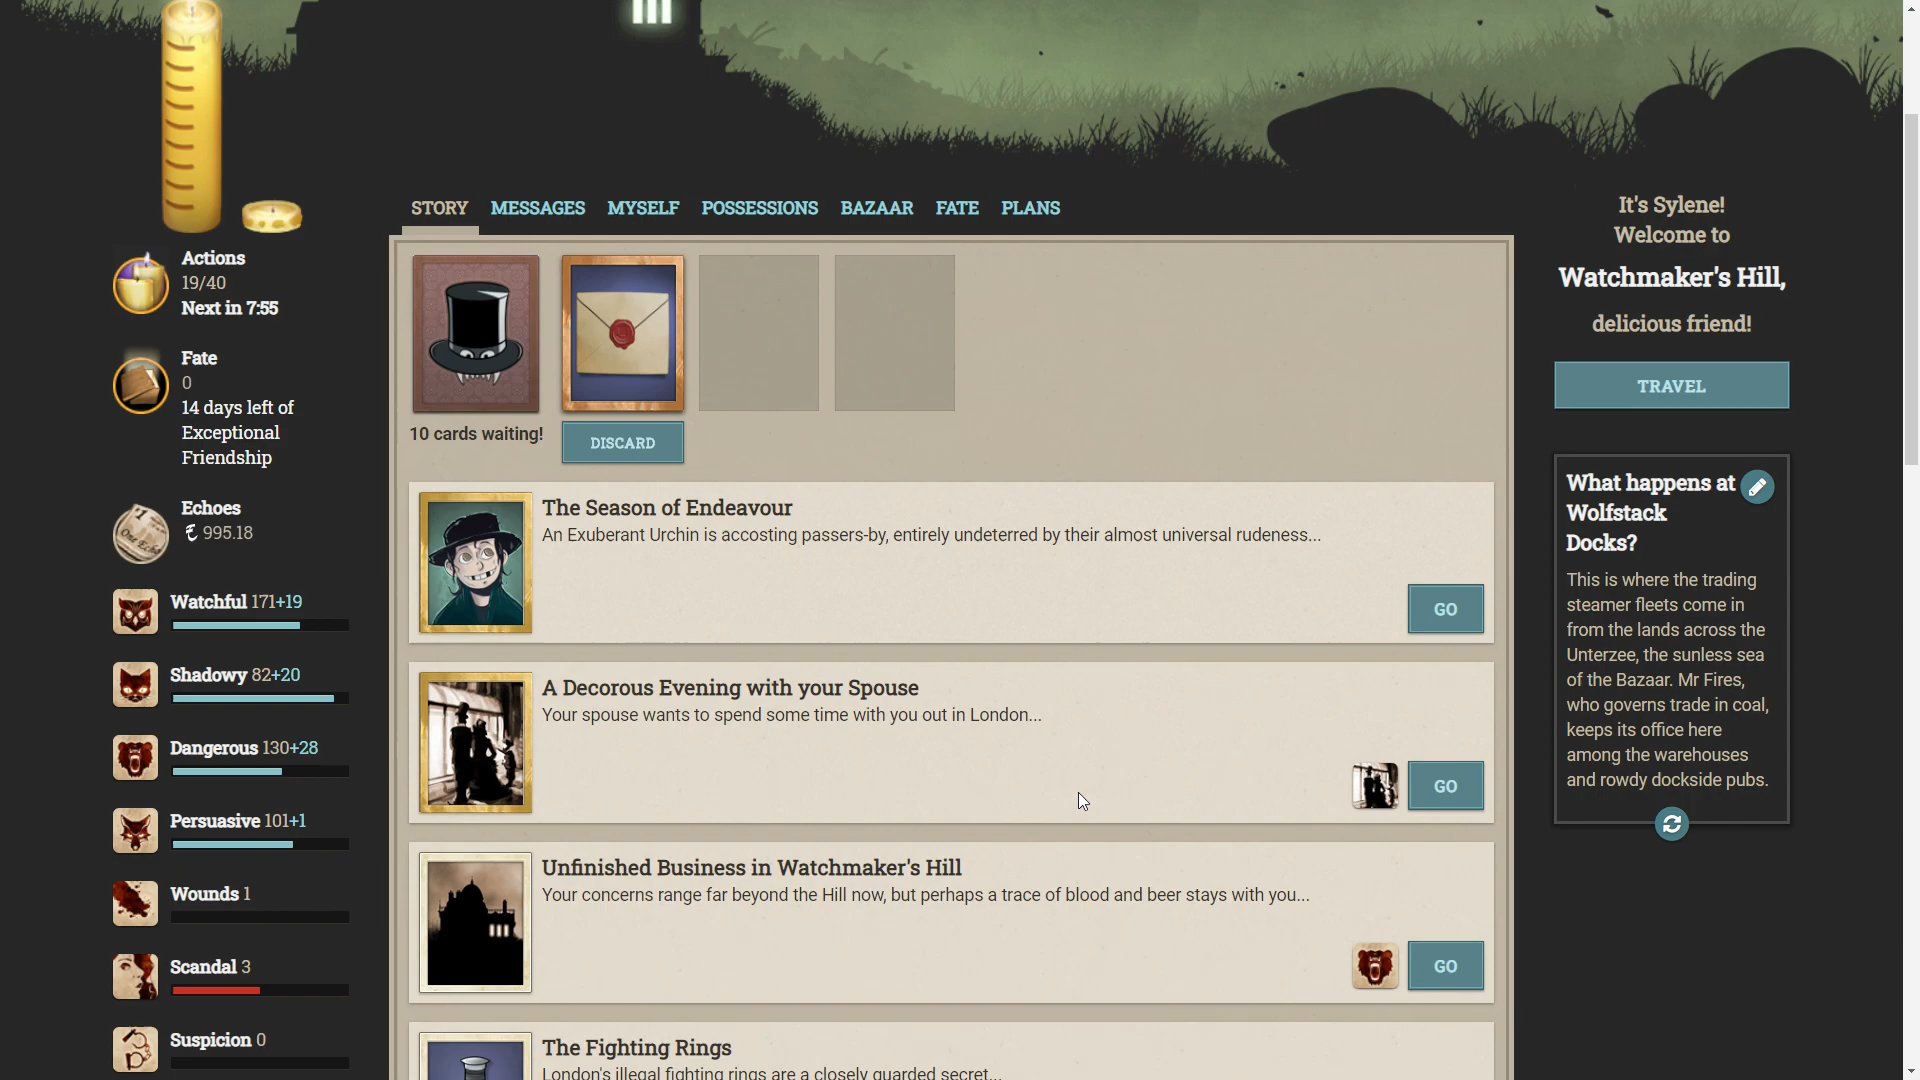 STORY MESSAGES MYSELF POSSESSIONS BAZAAR FATE PLANS
Actions
19/40
Next in 7:55
Fate
0
14 days left of
Exceptional
Friendship
Echoes
995.18
Watchful 171+19
Shadowy 82+20
Dangerous 130+28
Persuasive 101+1
Wounds 1
Scandal 3
Suspicion 0
10 cards waiting!
DISCARD
The Season of Endeavour
An Exuberant Urchin is accosting passers-by, entirely undeterred by their almost universal rudeness...
GO
A Decorous Evening with your Spouse
Your spouse wants to spend some time with you out in London...
GO
Unfinished Business in Watchmaker's Hill
Your concerns range far beyond the Hill now, but perhaps a trace of blood and beer stays with you...
GO
The Fighting Rings
London's illegal fighting rings are a closely guarded secret...
It's Sylene!
Welcome to
Watchmaker's Hill,
delicious friend!
TRAVEL
What happens at
Wolfstack
Docks?
This is where the trading
steamer fleets come in
from the lands across the
Unterzee, the sunless sea
of the Bazaar. Mr Fires,
who governs trade in coal,
keeps its office here
among the warehouses
and rowdy dockside pubs.